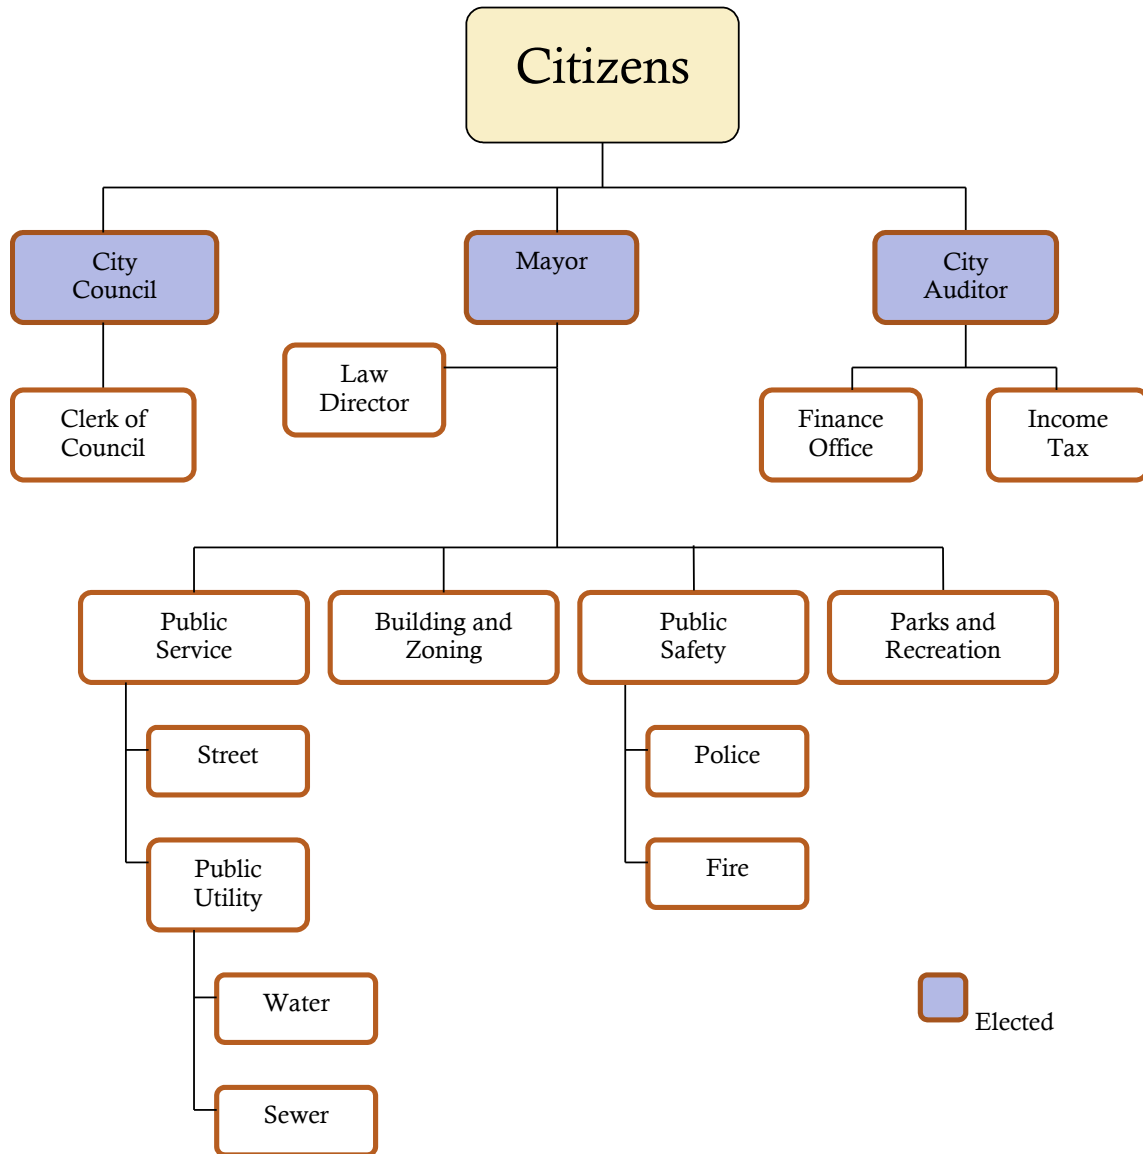 Citizens
City
Council
Mayor
City
Auditor
Law
Director
Clerk of
Council
Finance
Office
Income
Tax
Public
Service
Building and
Zoning
Public
Safety
Parks and
Recreation
Street
Police
Public
Utility
Fire
Water
Elected
Sewer